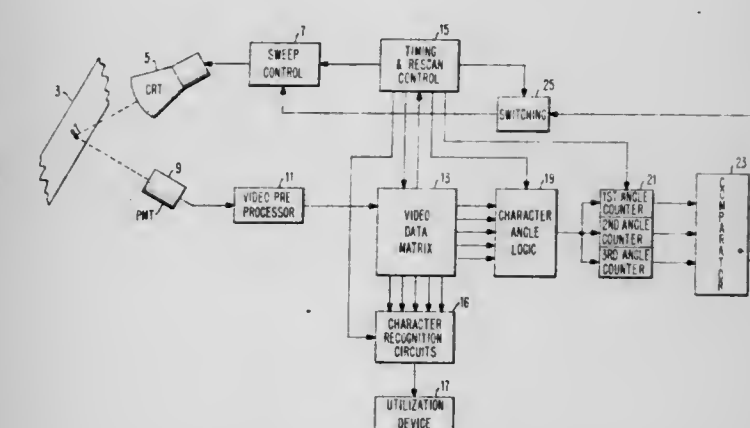 7
15
5
SWEEP
CONTROL
TIMING
& RESCAN
CONTROL
3
CRT
25
SWITCHING
9
PMT
11
VIDEO PRE
PROCESSOR
13
VIDEO
DATA
MATRIX
19
CHARACTER
ANGLE
LOGIC
21
1ST ANGLE
COUNTER
2ND ANGLE
COUNTER
3RD ANGLE
COUNTER
23
COMPARATOR
16
CHARACTER
RECOGNITION
CIRCUITS
17
UTILIZATION
DEVICE